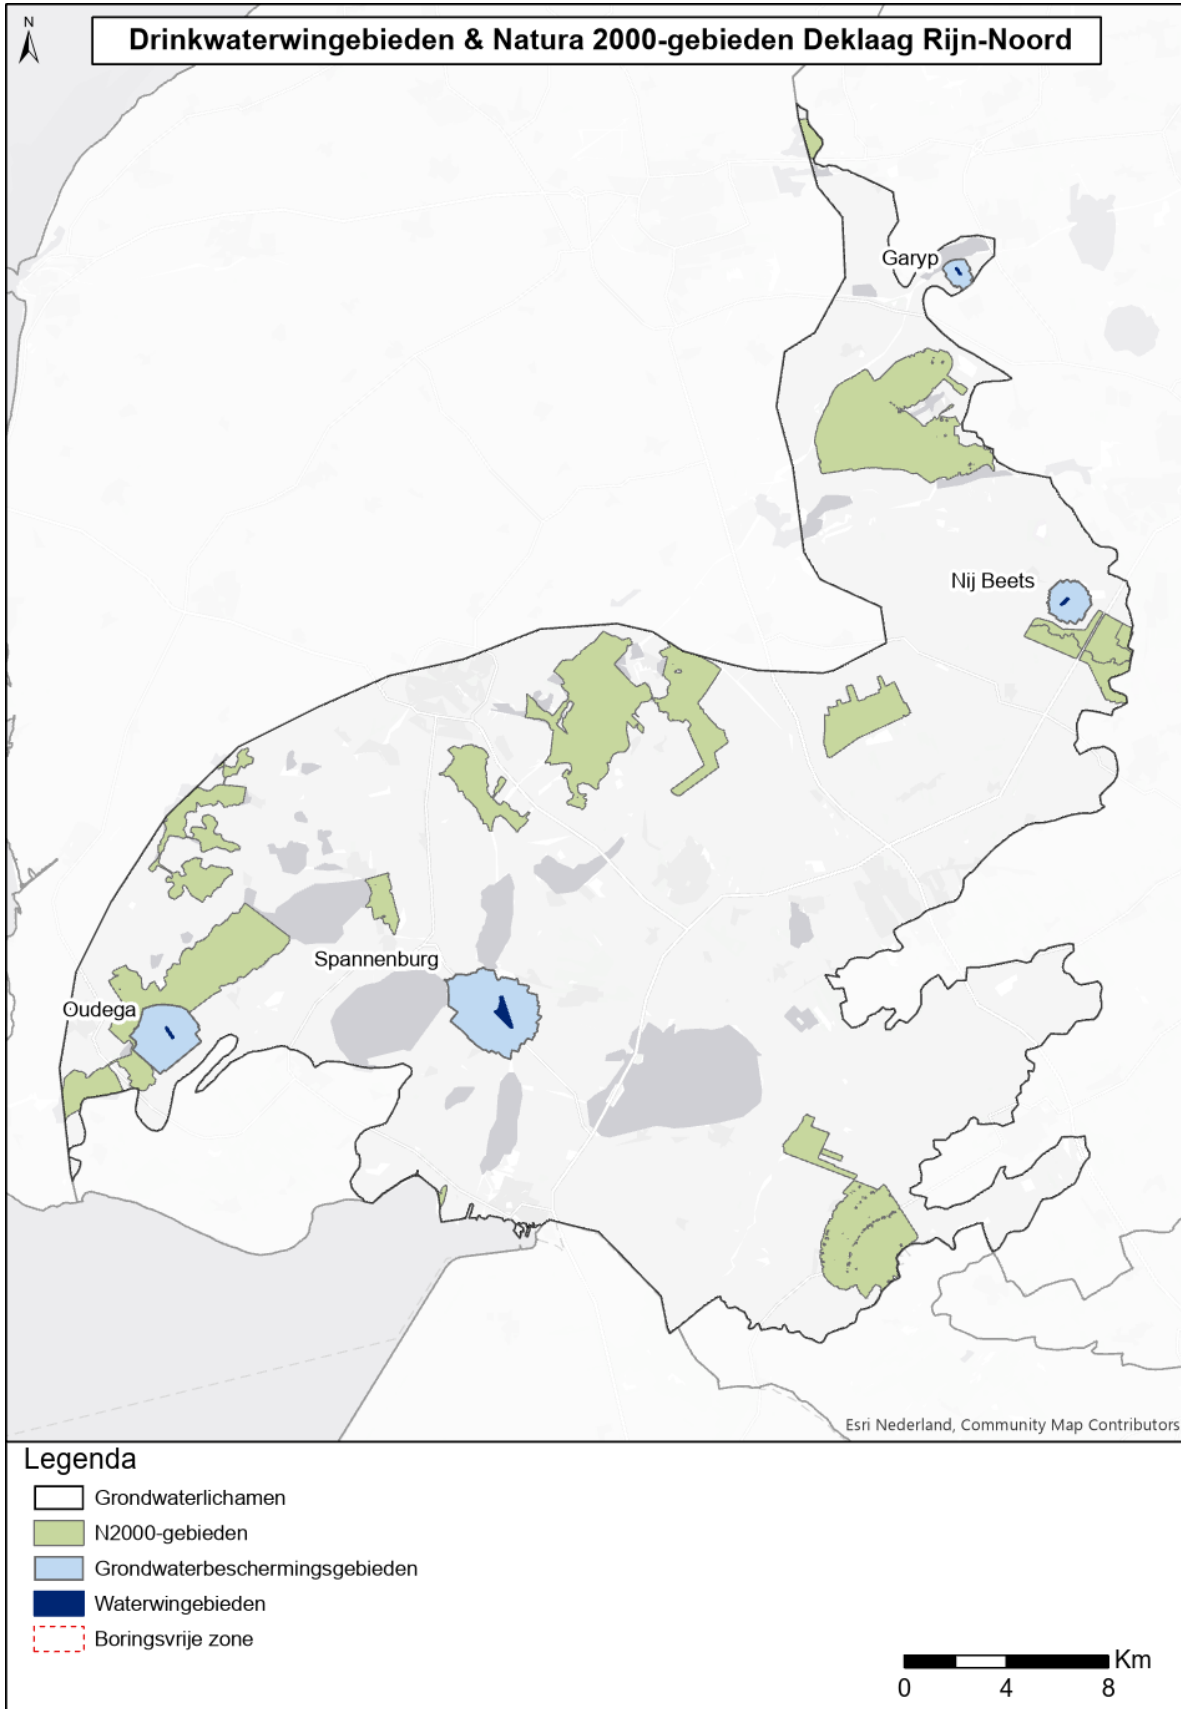 N
Drinkwaterwingebieden & Natura 2000-gebieden Deklaag Rijn-Noord
Garyp
Nij Beets
Spannenburg
Oudega
Esri Nederland, Community Map Contributors
Legenda
Grondwaterlichamen
N2000-gebieden
Grondwaterbeschermingsgebieden
Waterwingebieden
Boringsvrije zone
Km
0 4 8